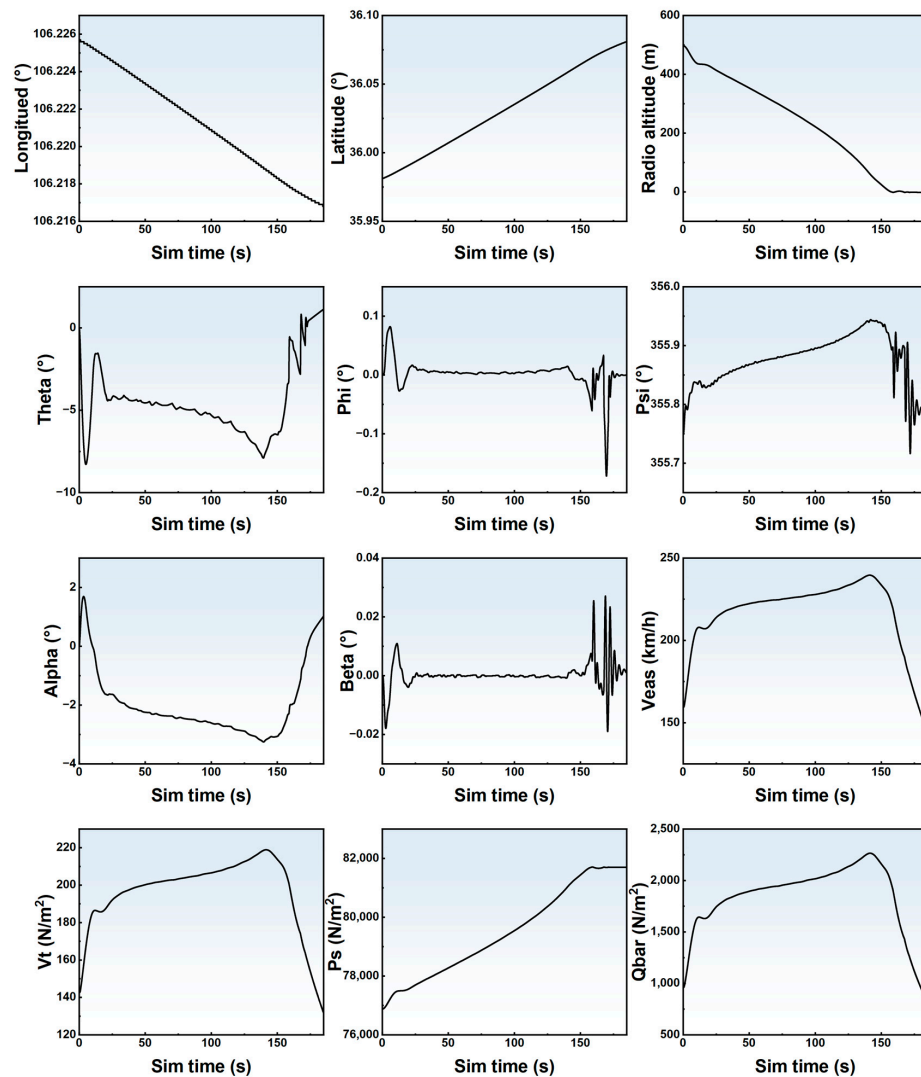 Longitued (°)
106.226
106.224
106.222
106.220
106.218
106.216
0 50 100 150
Sim time (s)
Latitude (°)
36.10
36.05
36.00
35.95
0 50 100 150
Sim time (s)
Radio altitude (m)
600
400
200
0
0 50 100 150
Sim time (s)
Theta (°)
0
−5
−10
0 50 100 150
Sim time (s)
Phi (°)
0.1
0.0
−0.1
−0.2
0 50 100 150
Sim time (s)
Psi (°)
356.0
355.9
355.8
355.7
0 50 100 150
Sim time (s)
Alpha (°)
2
0
−2
−4
0 50 100 150
Sim time (s)
Beta (°)
0.04
0.02
0.00
−0.02
0 50 100 150
Sim time (s)
Veas (km/h)
250
200
150
0 50 100 150
Sim time (s)
Vt (N/m²)
220
200
180
160
140
120
0 50 100 150
Sim time (s)
Ps (N/m²)
82,000
80,000
78,000
76,000
0 50 100 150
Sim time (s)
Qbar (N/m²)
2,500
2,000
1,500
1,000
500
0 50 100 150
Sim time (s)